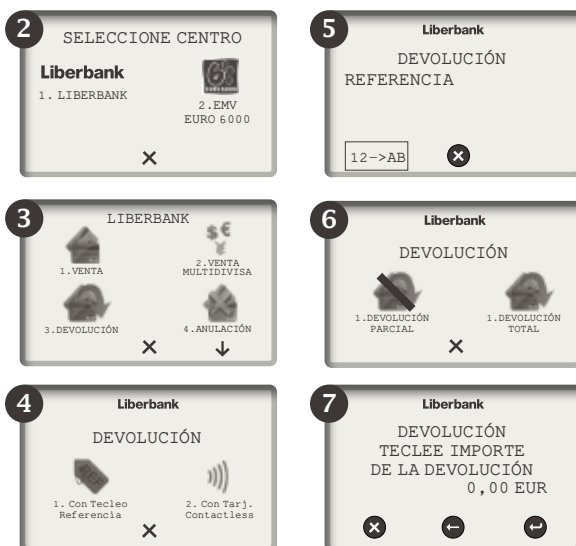 2
SELECCIONE CENTRO
Liberbank
1. LIBERBANK
2.EMV
EURO 6000
3
LIBERBANK
1.VENTA
2.VENTA
MULTIDIVISA
3.DEVOLUCIÓN
4.ANULACIÓN
4
Liberbank
DEVOLUCIÓN
1. Con Tecleo
Referencia
2. Con Tarj.
Contactless
5
Liberbank
DEVOLUCIÓN
REFERENCIA
12->AB
6
Liberbank
DEVOLUCIÓN
1.DEVOLUCIÓN
PARCIAL
1.DEVOLUCIÓN
TOTAL
7
Liberbank
DEVOLUCIÓN
TECLEE IMPORTE
DE LA DEVOLUCIÓN
0,00 EUR